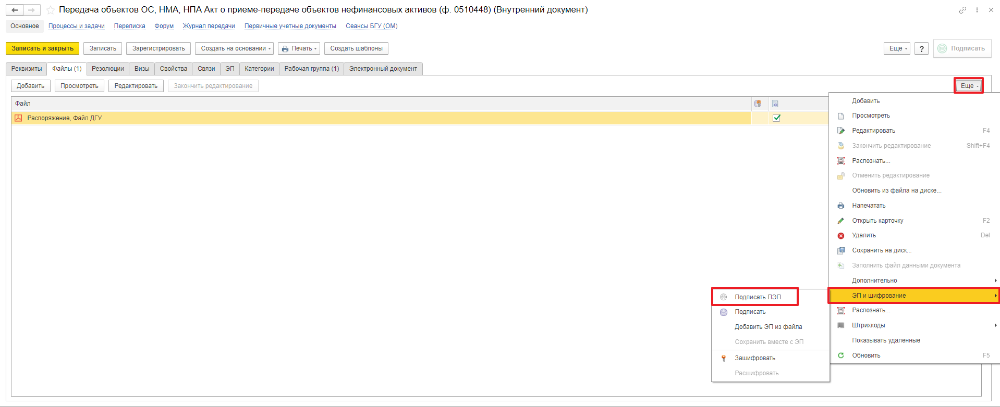 Передача объектов ОС, НМА, НПА Акт о приеме-передаче объектов нефинансовых активов (ф. 0510448) (Внутренний документ)
Основное Процессы и задачи Переписка Форум Журнал передачи Первичные учетные документы Сеансы БГУ (ОМ)
Записать и закрыть Записать Зарегистрировать Создать на основании Печать Создать шаблоны Еще ? Подписать
Реквизиты Файлы (1) Резолюции Визы Свойства Связи ЭП Категории Рабочая группа (1) Электронный документ
Добавить Просмотреть Редактировать Закончить редактирование Еще
Файл
Распоряжение, Файл ДГУ
Добавить
Просмотреть
Редактировать F4
Закончить редактирование Shift+F4
Распознать...
Отменить редактирование
Обновить из файла на диске...
Напечатать
Открыть карточку F2
Удалить Del
Сохранить на диск...
Заполнить файл данными документа
Дополнительно
ЭП и шифрование
Распознать...
Штрихкоды
Показывать удаленные
Обновить F5
Подписать ПЭП
Подписать
Добавить ЭП из файла
Сохранить вместе с ЭП
Зашифровать
Расшифровать